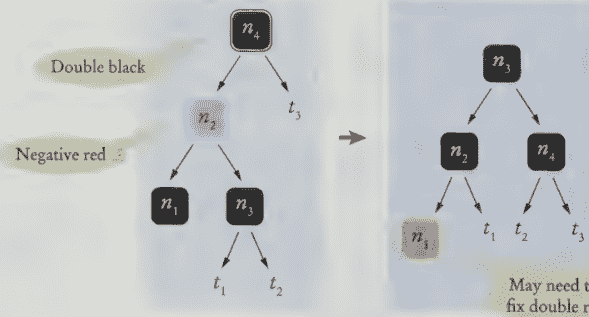 n4
Double black
t3
n2
Negative red
n1
n3
t1
t2
n3
n2
n4
n1
t1
t2
t3
May need t
fix double r